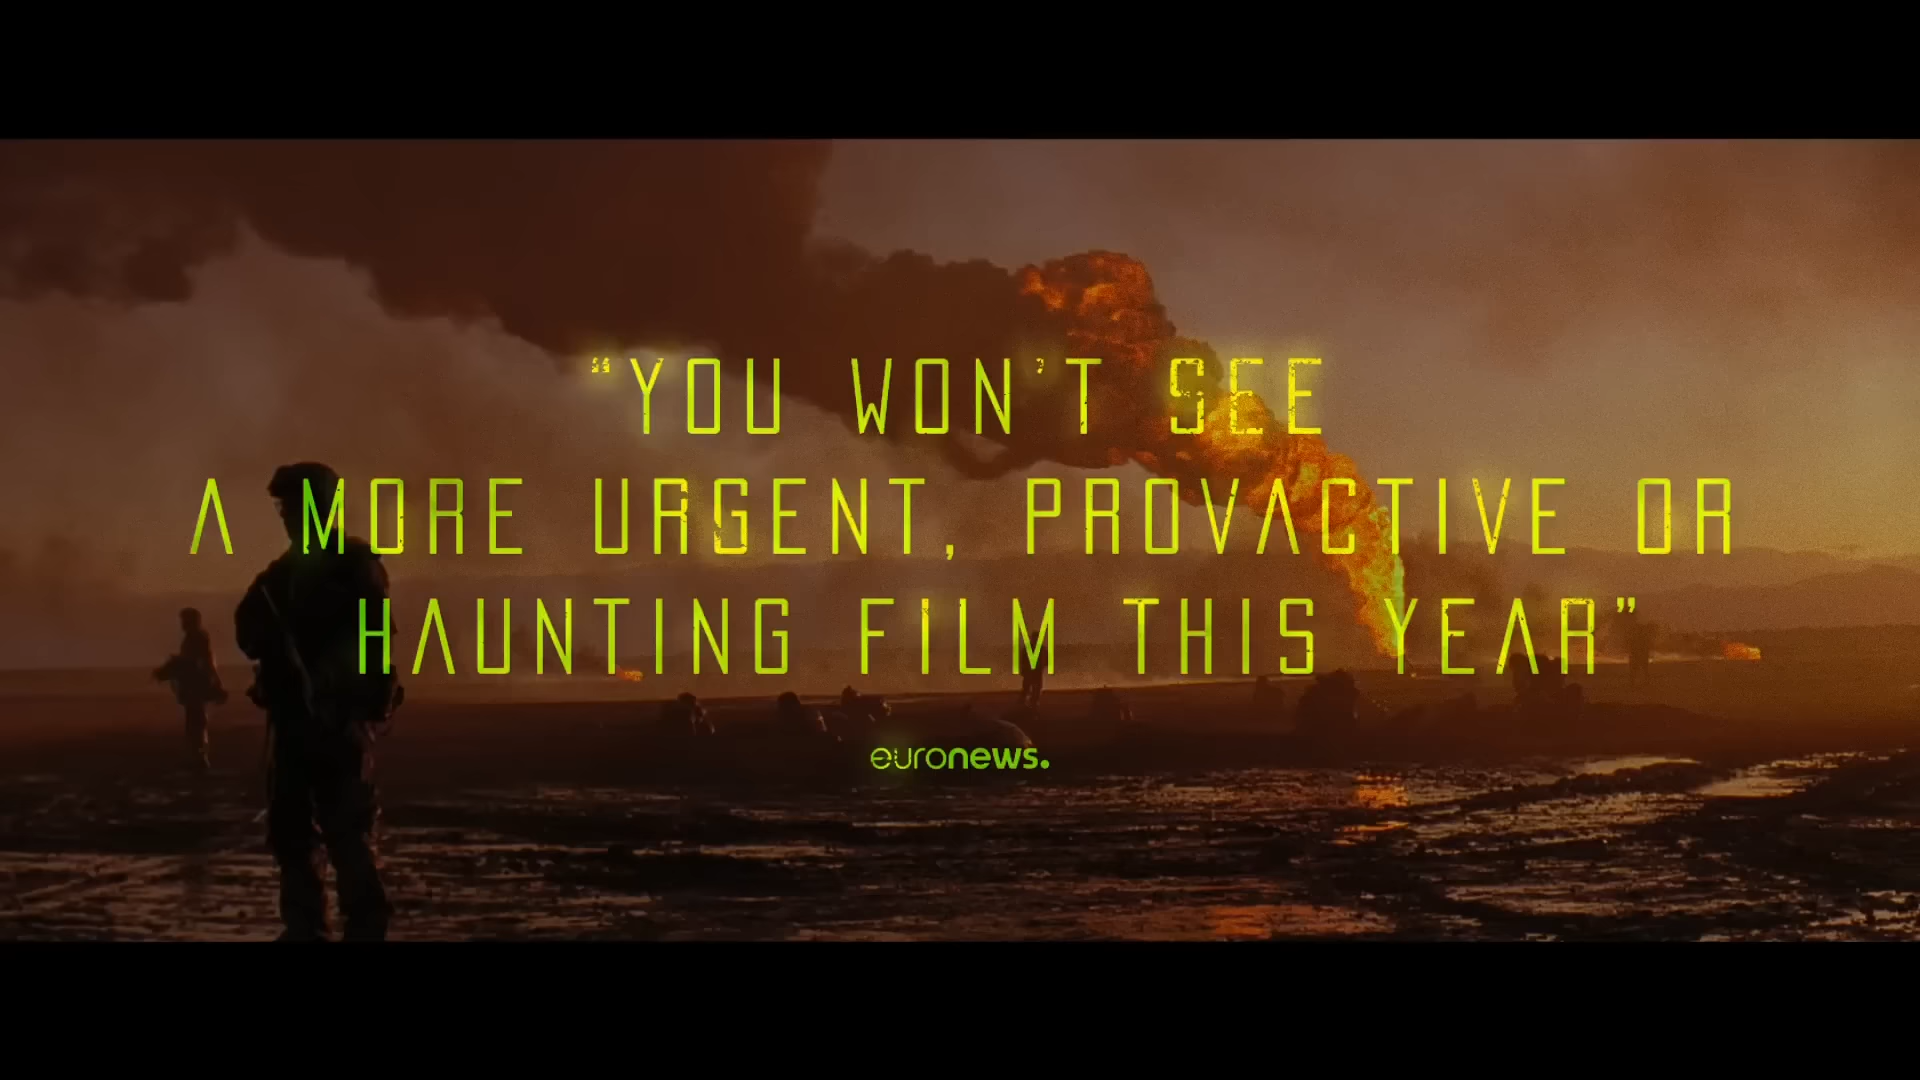 “YOU WON’T SEE
A MORE URGENT, PROVACTIVE OR
HAUNTING FILM THIS YEAR”
euronews.